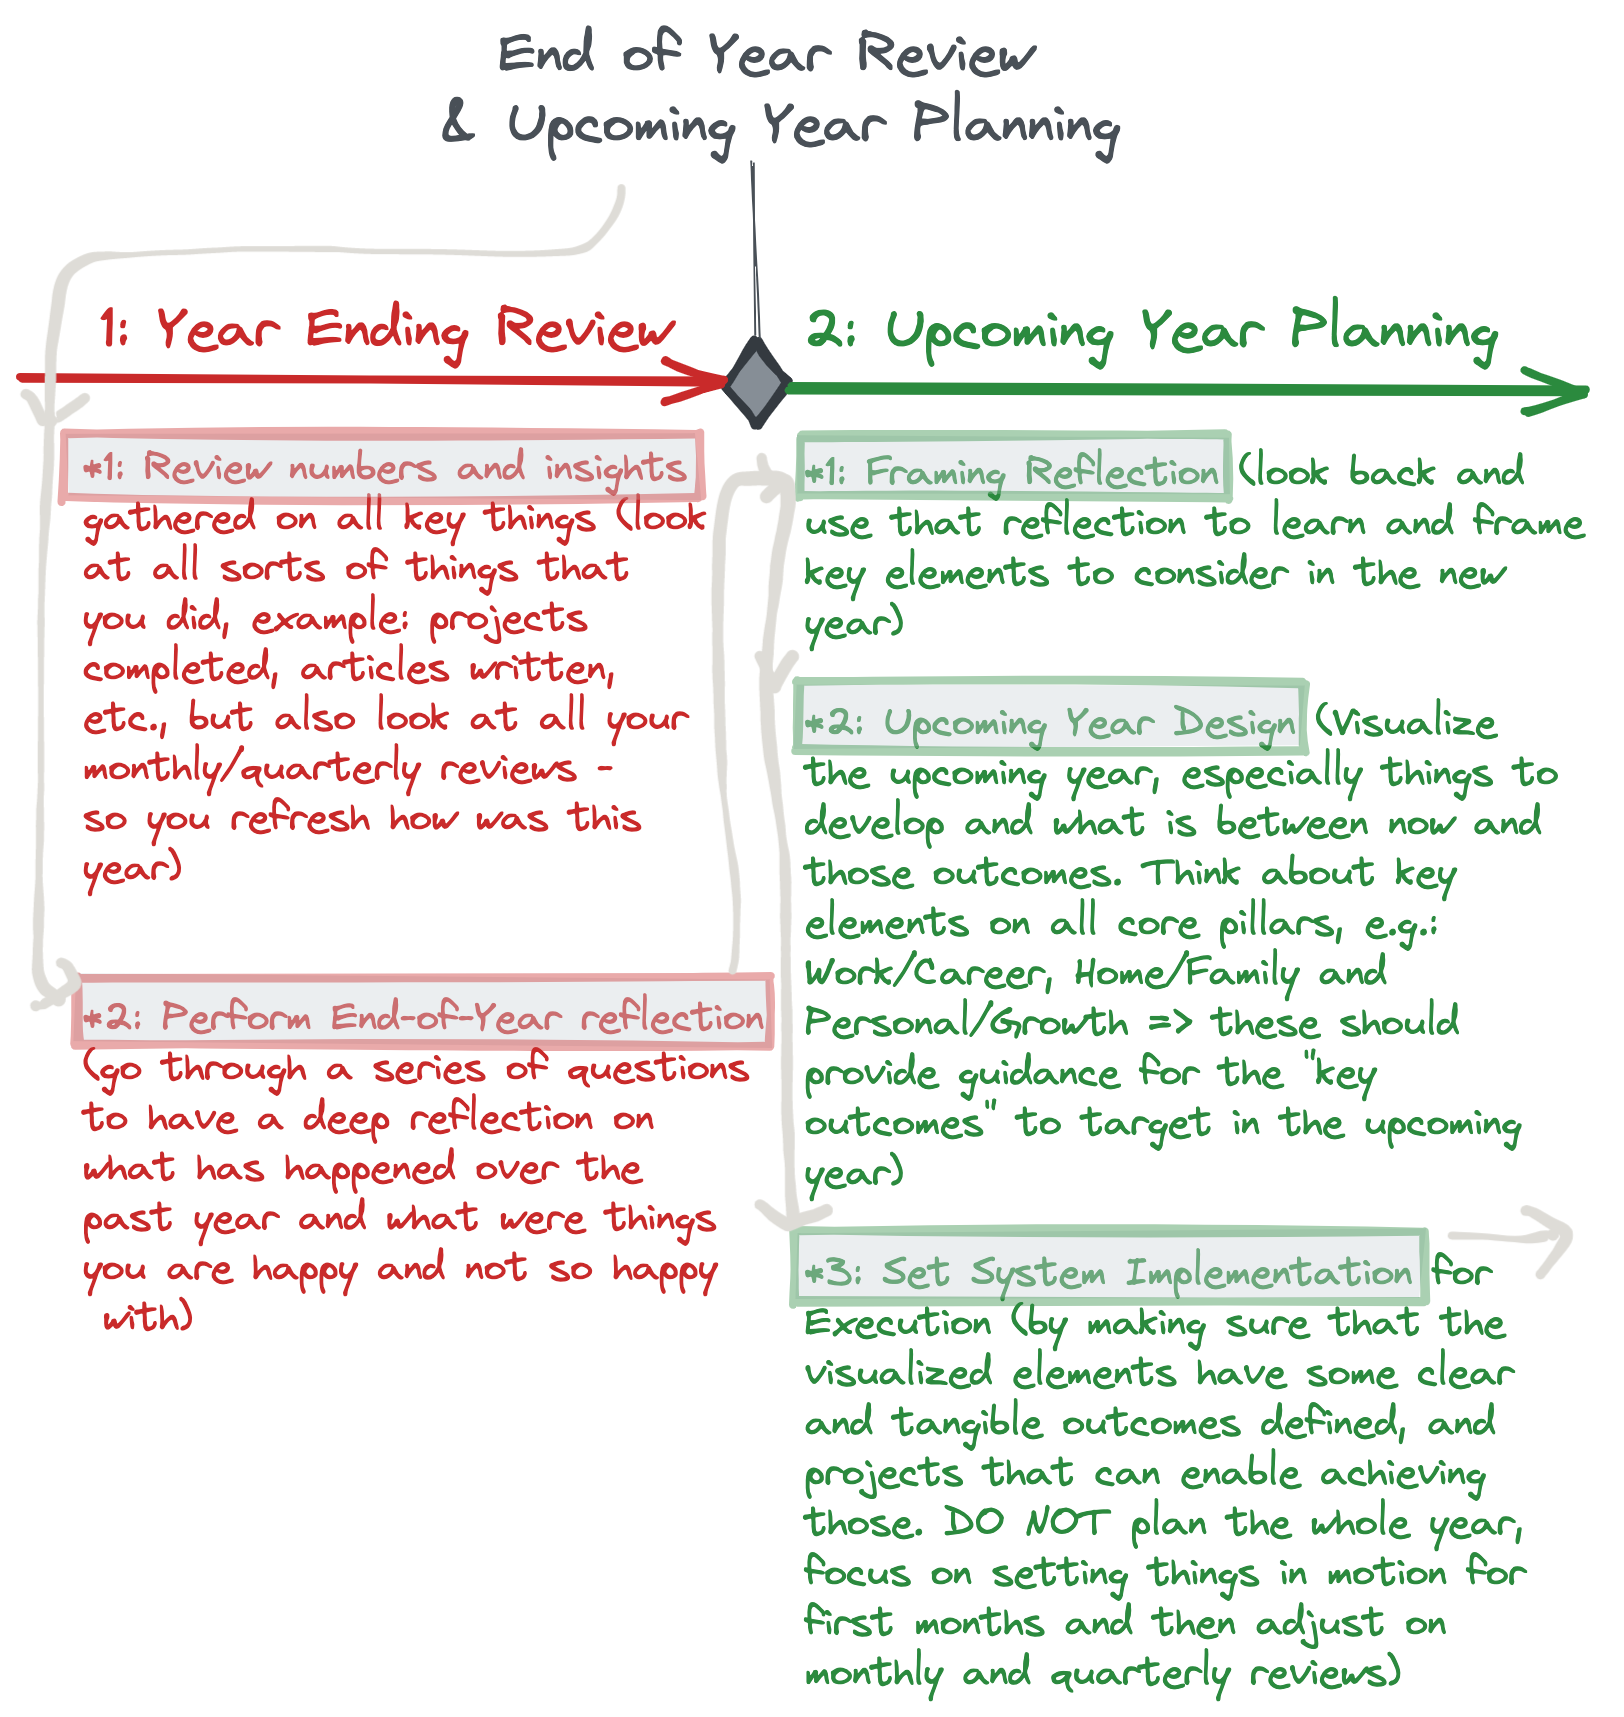 End of Year Review
& Upcoming Year Planning
1: Year Ending Review
*1: Review numbers and insights
gathered on all key things (look
at all sorts of things that
you did, example: projects
completed, articles written,
etc., but also look at all your
monthly/quarterly reviews -
so you refresh how was this
year)
*2: Perform End-of-Year reflection
(go through a series of questions
to have a deep reflection on
what has happened over the
past year and what were things
you are happy and not so happy
with)
2: Upcoming Year Planning
*1: Framing Reflection (look back and
use that reflection to learn and frame
key elements to consider in the new
year)
*2: Upcoming Year Design (Visualize
the upcoming year, especially things to
develop and what is between now and
those outcomes. Think about key
elements on all core pillars, e.g.:
Work/Career, Home/Family and
Personal/Growth => these should
provide guidance for the "key
outcomes" to target in the upcoming
year)
*3: Set System Implementation for
Execution (by making sure that the
visualized elements have some clear
and tangible outcomes defined, and
projects that can enable achieving
those. DO NOT plan the whole year,
focus on setting things in motion for
first months and then adjust on
monthly and quarterly reviews)